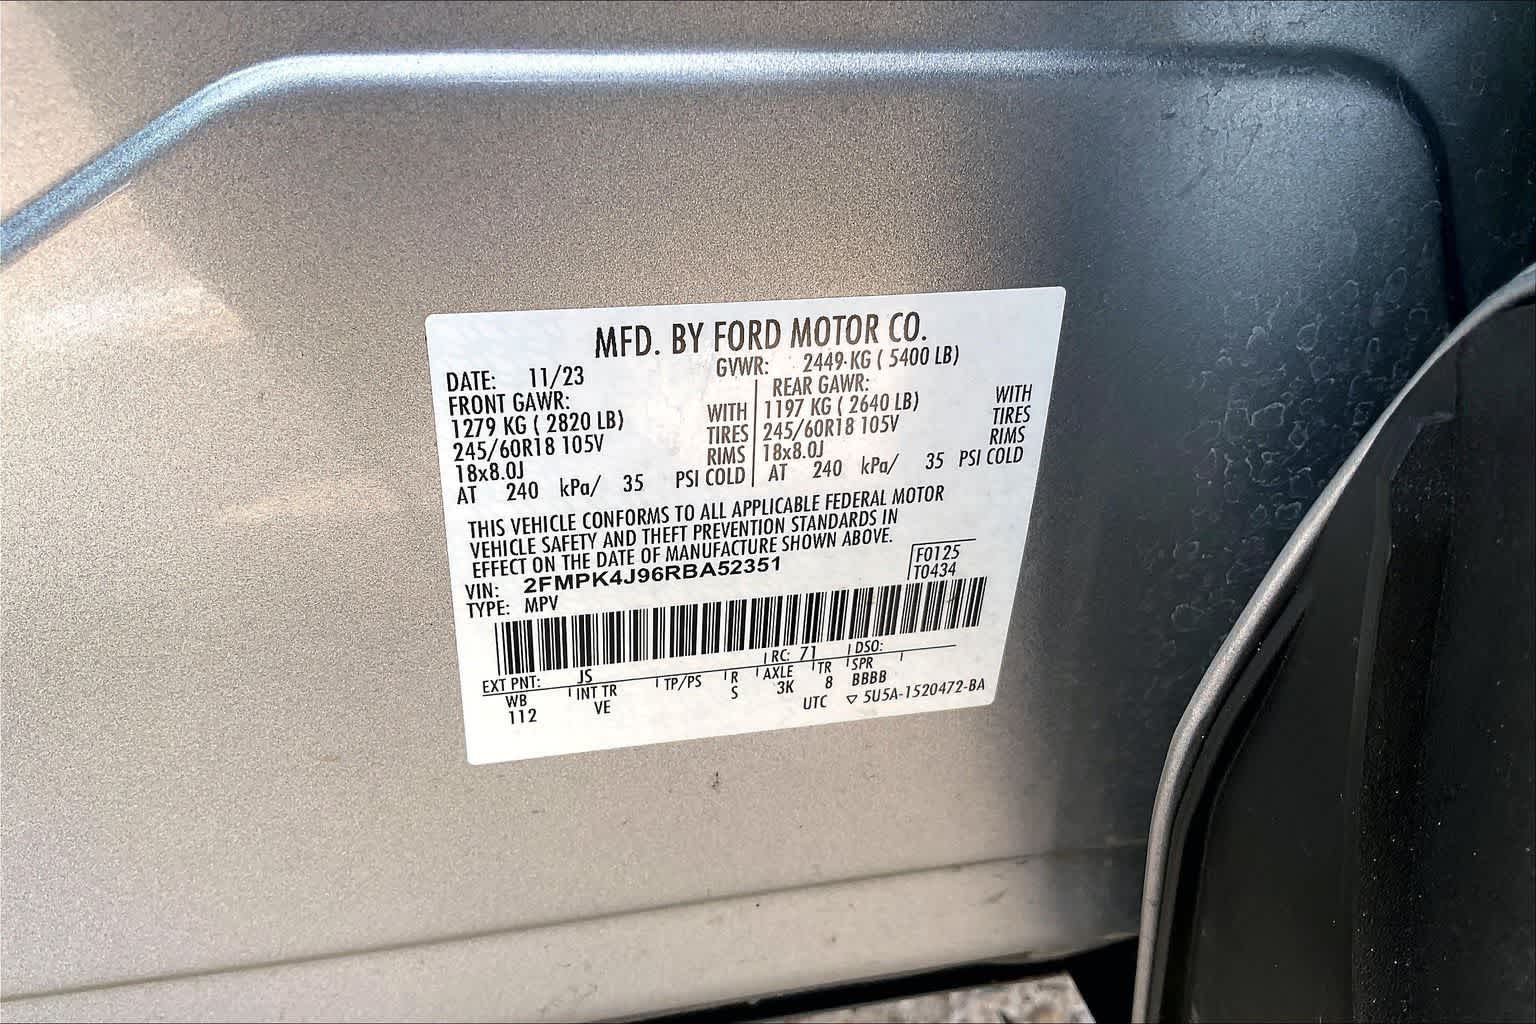 MFD. BY FORD MOTOR CO.
DATE: 11/23
GVWR: 2449 KG ( 5400 LB)
FRONT GAWR:
1279 KG ( 2820 LB) WITH
245/60R18 105V TIRES
18x8.0J RIMS
AT 240 kPa/ 35 PSI COLD
REAR GAWR:
1197 KG ( 2640 LB) WITH
245/60R18 105V TIRES
18x8.0J RIMS
AT 240 kPa/ 35 PSI COLD
THIS VEHICLE CONFORMS TO ALL APPLICABLE FEDERAL MOTOR
VEHICLE SAFETY AND THEFT PREVENTION STANDARDS IN
EFFECT ON THE DATE OF MANUFACTURE SHOWN ABOVE.
VIN: 2FMPK4J96RBA52351
F0125
TYPE: MPV
T0434
EXT PNT: JS RC: 71 DSO:
WB INT TR TP/PS R AXLE TR SPR
112 VE S 3K 8 BBBB
UTC ▽ 5U5A-1520472-BA